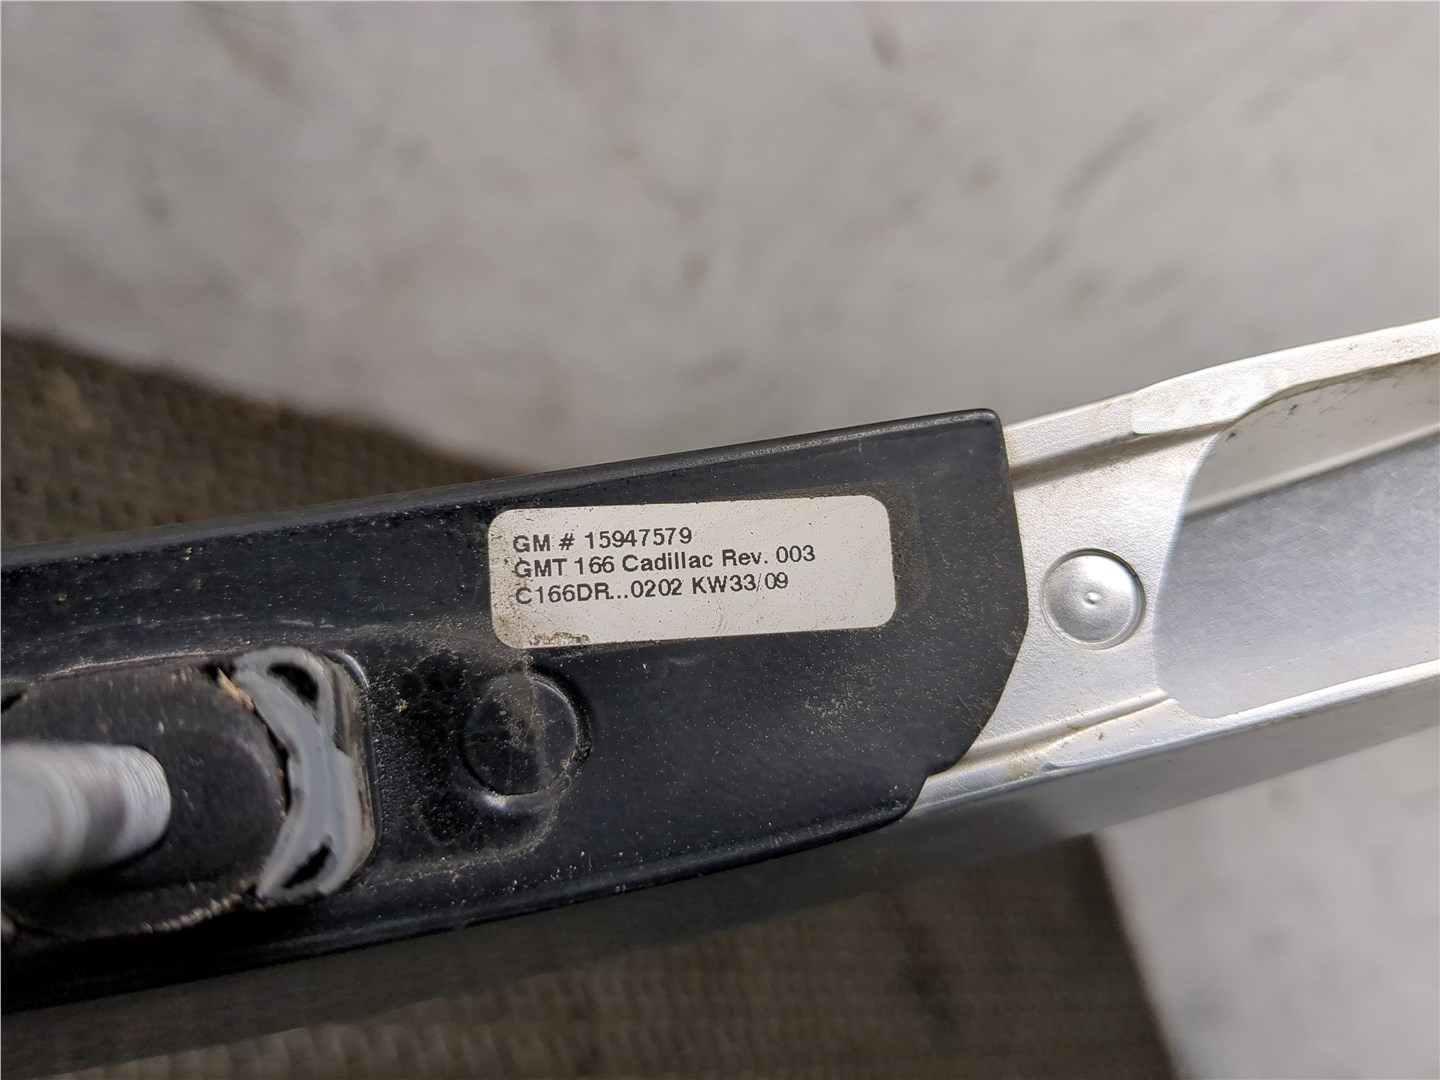 GM # 15947579
GMT 166 Cadillac Rev. 003
C166DR...0202 KW33/09